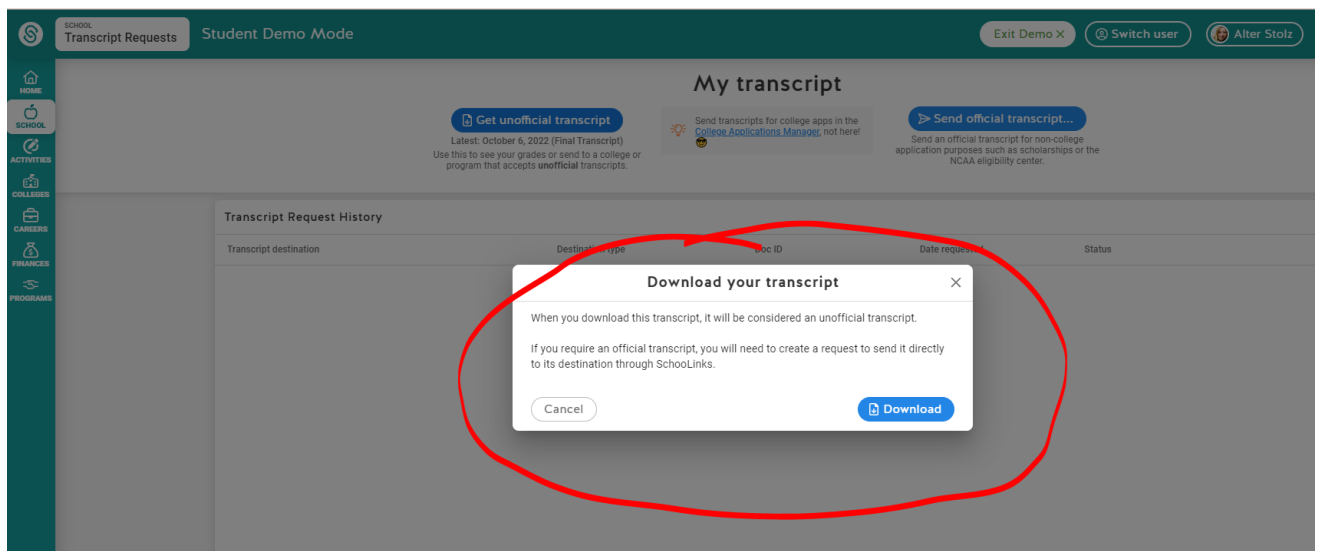 SCHOOL
Transcript Requests
Student Demo Mode
Exit Demo ×
Switch user
Alter Stolz
HOME
SCHOOL
ACTIVITIES
COLLEGES
CAREERS
FINANCES
PROGRAMS
My transcript
Get unofficial transcript
Latest: October 6, 2022 (Final Transcript)
Use this to see your grades or send to a college or
program that accepts unofficial transcripts.
Send transcripts for college apps in the
College Applications Manager, not here!
Send official transcript...
Send an official transcript for non-college
application purposes such as scholarships or the
NCAA eligibility center.
Transcript Request History
Transcript destination
Destination type
Doc ID
Date requested
Status
Download your transcript
When you download this transcript, it will be considered an unofficial transcript.
If you require an official transcript, you will need to create a request to send it directly
to its destination through SchooLinks.
Cancel
Download